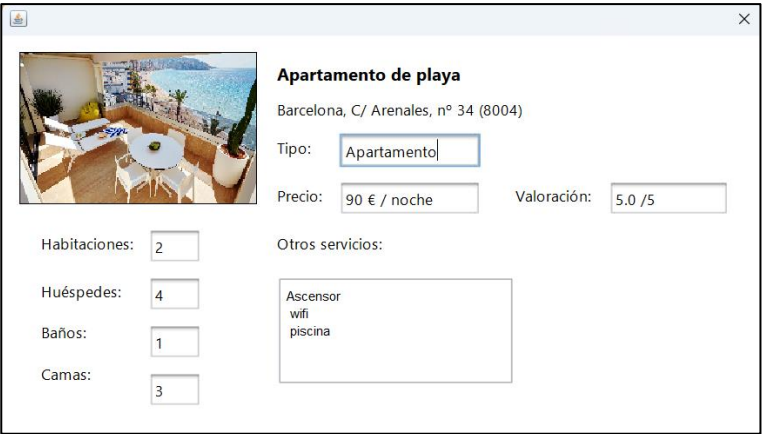 Apartamento de playa
Barcelona, C/ Arenales, nº 34 (8004)
Tipo: Apartamento
Precio: 90 € / noche Valoración: 5.0 /5
Habitaciones: 2
Otros servicios:
Huéspedes: 4
Baños: 1
Camas: 3
Ascensor
wifi
piscina